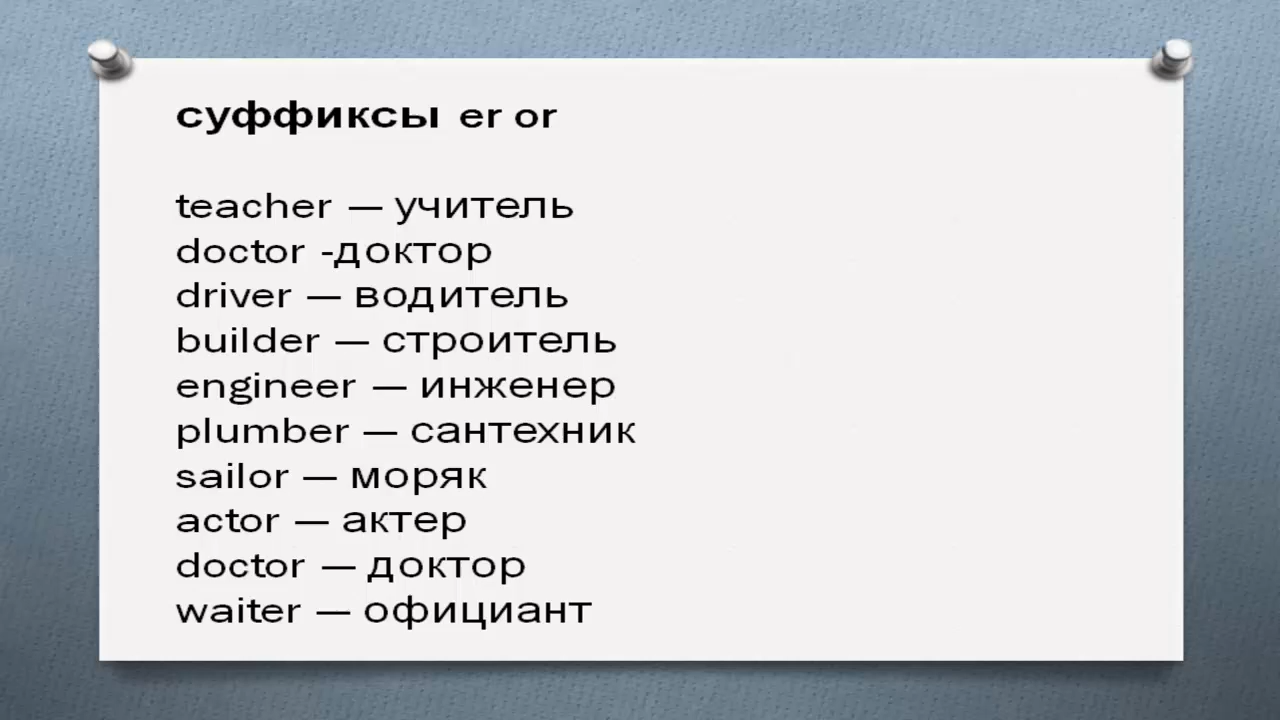 суффиксы er or
teacher — учитель
doctor -доктор
driver — водитель
builder — строитель
engineer — инженер
plumber — сантехник
sailor — моряк
actor — актер
doctor — доктор
waiter — официант